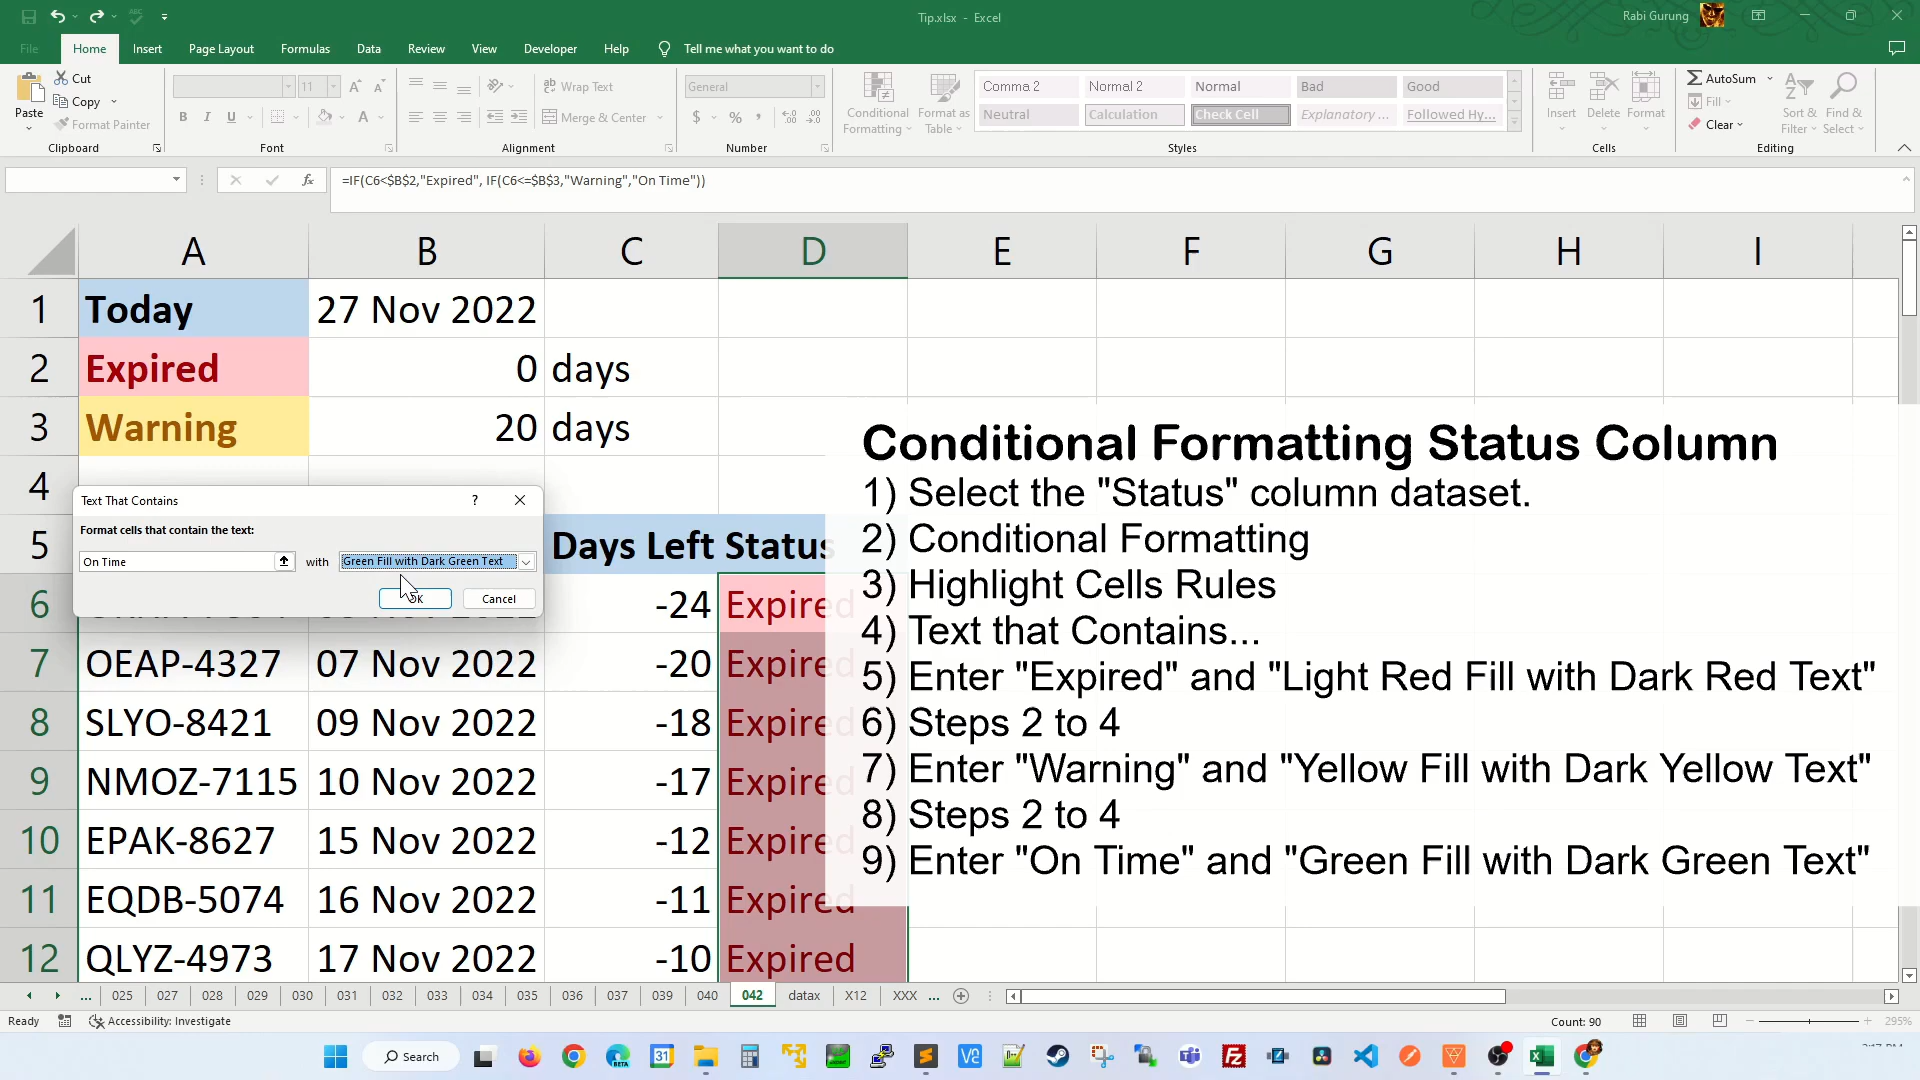 Tip.xlsx - Excel
Rabi Gurung
File Home Insert Page Layout Formulas Data Review View Developer Help Tell me what you want to do
Paste
Cut
Copy
Format Painter
Clipboard
11
B I U
Font
Wrap Text
Merge & Center
Alignment
General
$ % ,
Number
Conditional Formatting
Format as Table
Comma 2 Normal 2 Normal Bad Good
Neutral Calculation Check Cell Explanatory ... Followed Hy...
Styles
Insert Delete Format
Cells
AutoSum
Fill
Clear
Sort & Filter
Find & Select
Editing
fx =IF(C6<$B$2,"Expired", IF(C6<=$B$3,"Warning","On Time"))
A B C D E F G H I
1 Today 27 Nov 2022
2 Expired 0 days
3 Warning 20 days
4
5 Days Left Status
6 -24 Expired
7 OEAP-4327 07 Nov 2022 -20 Expired
8 SLYO-8421 09 Nov 2022 -18 Expired
9 NMOZ-7115 10 Nov 2022 -17 Expired
10 EPAK-8627 15 Nov 2022 -12 Expired
11 EQDB-5074 16 Nov 2022 -11 Expired
12 QLYZ-4973 17 Nov 2022 -10 Expired
Text That Contains ?
Format cells that contain the text:
On Time with Green Fill with Dark Green Text
OK Cancel
Conditional Formatting Status Column
1) Select the "Status" column dataset.
2) Conditional Formatting
3) Highlight Cells Rules
4) Text that Contains...
5) Enter "Expired" and "Light Red Fill with Dark Red Text"
6) Steps 2 to 4
7) Enter "Warning" and "Yellow Fill with Dark Yellow Text"
8) Steps 2 to 4
9) Enter "On Time" and "Green Fill with Dark Green Text"
... 025 027 028 029 030 031 032 033 034 035 036 037 039 040 042 datax X12 XXX ...
Ready Accessibility: Investigate Count: 90 295%
Search